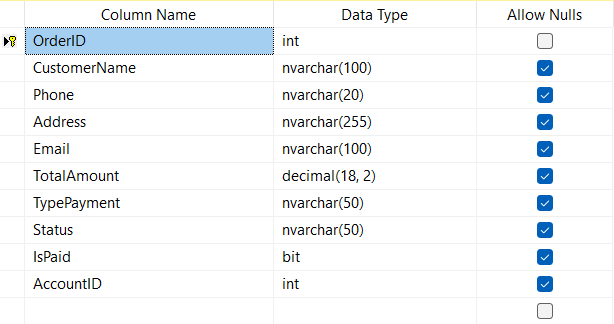 Column Name Data Type Allow Nulls
OrderID int
CustomerName nvarchar(100)
Phone nvarchar(20)
Address nvarchar(255)
Email nvarchar(100)
TotalAmount decimal(18, 2)
TypePayment nvarchar(50)
Status nvarchar(50)
IsPaid bit
AccountID int